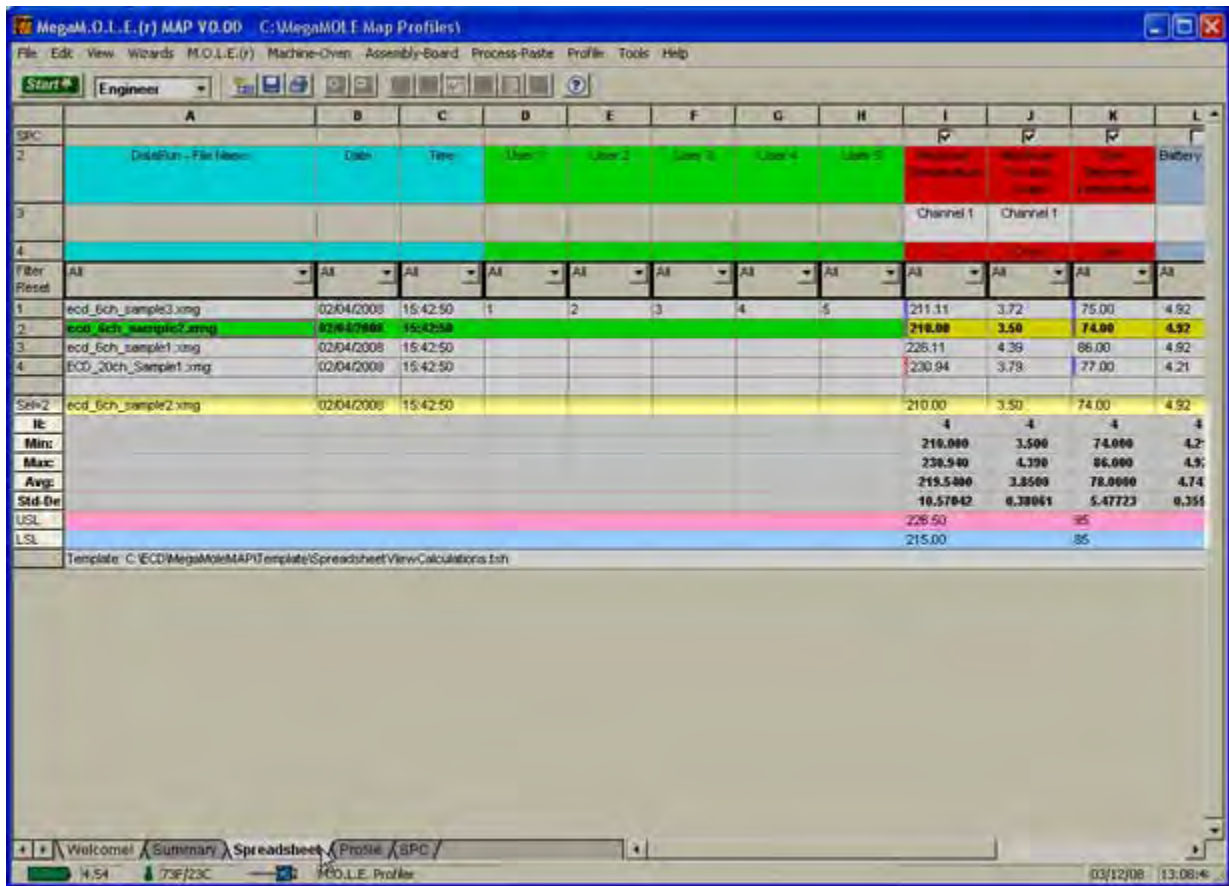 MegaM.O.L.E.(r) MAP V0.00 C:\MegaMOLE Map Profiles\
File Edit View Wizards M.O.L.E.(r) Machine-Oven Assembly-Board Process-Paste Profile Tools Help
Start Engineer
A B C D E F G H I J K L
SPC
2 DataRun - File Name Date Time User 1 User 2 User 3 User 4 User 5 Battery
3 Channel 1 Channel 1
4
Filter Reset All All All All All All All All All All All All
1 ecd_6ch_sample3.xmg 02/04/2008 15:42:50 1 2 3 4 5 211.11 3.72 75.00 4.92
2 ecd_6ch_sample2.xmg 02/04/2008 15:42:50 210.00 3.50 74.00 4.92
3 ecd_6ch_sample1.xmg 02/04/2008 15:42:50 226.11 4.39 86.00 4.92
4 ECD_20ch_Sample1.xmg 02/04/2008 15:42:50 230.94 3.79 77.00 4.21
Sel=2 ecd_6ch_sample2.xmg 02/04/2008 15:42:50 210.00 3.50 74.00 4.92
4 4 4 4
Min: 210.000 3.500 74.000 4.2
Max: 230.940 4.390 86.000 4.9
Avg: 219.5400 3.8500 78.0000 4.74
Std-De 10.57042 0.38061 5.47723 0.355
USL 226.50 95
LSL 215.00 85
Template: C:\ECD\MegaMoleMAP\Template\SpreadsheetViewCalculations.tsh
Welcome! Summary Spreadsheet Profile SPC
4.54 73F/23C M.O.L.E. Profiler 03/12/08 13:08:4